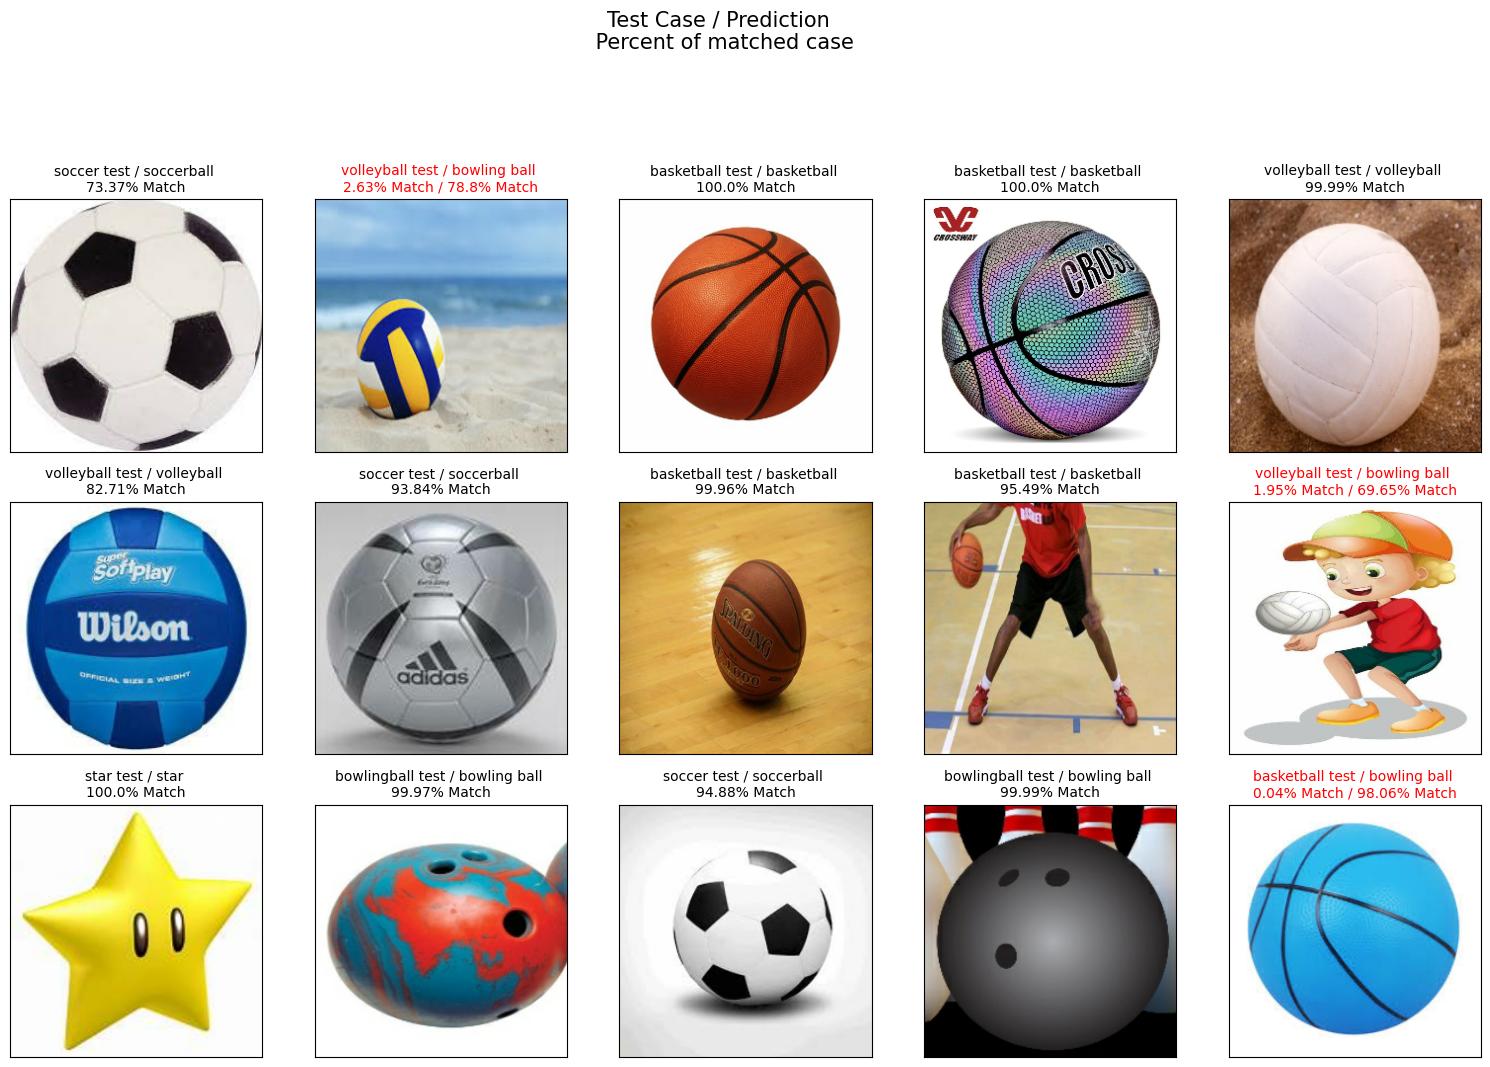 Test Case / Prediction
Percent of matched case
soccer test / soccerball
73.37% Match
volleyball test / bowling ball
2.63% Match / 78.8% Match
basketball test / basketball
100.0% Match
basketball test / basketball
100.0% Match
volleyball test / volleyball
99.99% Match
CROSSWAY
CROSS
volleyball test / volleyball
82.71% Match
soccer test / soccerball
93.84% Match
basketball test / basketball
99.96% Match
basketball test / basketball
95.49% Match
volleyball test / bowling ball
1.95% Match / 69.65% Match
Super
SoftPlay
Wilson
OFFICIAL SIZE & WEIGHT
adidas
SPALDING
star test / star
100.0% Match
bowlingball test / bowling ball
99.97% Match
soccer test / soccerball
94.88% Match
bowlingball test / bowling ball
99.99% Match
basketball test / bowling ball
0.04% Match / 98.06% Match